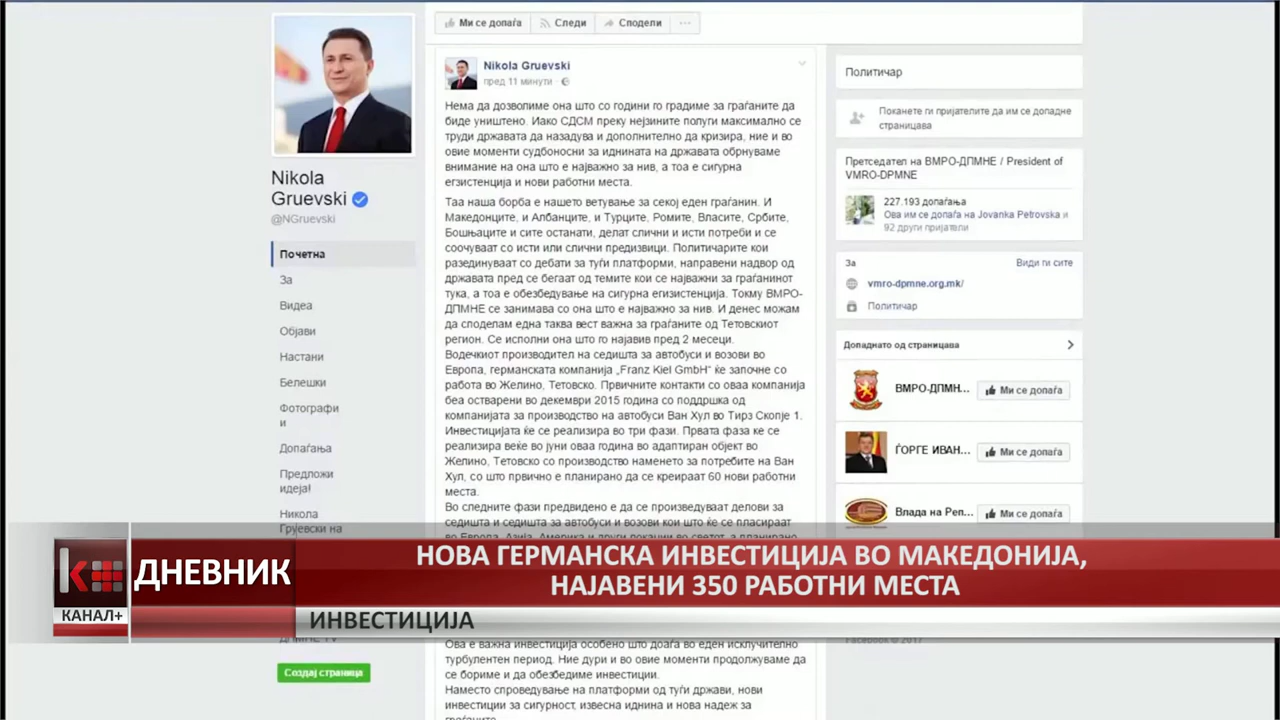 Nikola
Gruevski
@NGruevski
Почетна
За
Видеа
Објави
Настани
Белешки
Фотографи
и
Допаѓања
Предложи
идеја!
Никола
Груевски на
Создај страница
Ми се допаѓа
Следи
Сподели
Nikola Gruevski
пред 11 минути
Нема да дозволиме она што со години го градиме за граѓаните да
биде уништено. Иако СДСМ преку нејзините полуги максимално се
труди државата да назадува и дополнително да кризира, ние и во
овие моменти судбоносни за иднината на државата обрнуваме
внимание на она што е најважно за нив, а тоа е сигурна
егзистенција и нови работни места.
Таа наша борба е нашето ветување за секој еден граѓанин. И
Македонците, и Албанците, и Турците, Ромите, Власите, Србите,
Бошњаците и сите останати, делат слични и исти потреби и се
соочуваат со исти или слични предизвици. Политичарите кои
разединуваат со дебати за туѓи платформи, направени надвор од
државата пред се бегаат од темите кои се најважни за граѓанинот
тука, а тоа е обезбедување на сигурна егизистенција. Токму ВМРО-
ДПМНЕ се занимава со она што е најважно за нив. И денес можам
да споделам една таква вест важна за граѓаните од Тетовскиот
регион. Се исполни она што го најавив пред 2 месеци.
Водечкиот производител на седишта за автобуси и возови во
Европа, германската компанија „Franz Kiel GmbH“ ќе започне со
работа во Желино, Тетовско. Првичните контакти со оваа компанија
беа остварени во декември 2015 година со поддршка од
компанијата за производство на автобуси Ван Хул во Тирз Скопје 1.
Инвестицијата ќе се реализира во три фази. Првата фаза ке се
реализира веќе во јуни оваа година во адаптиран објект во
Желино, Тетовско со производство наменето за потребите на Ван
Хул, со што првично е планирано да се креираат 60 нови работни
места.
Во следните фази предвидено е да се произведуваат делови за
седишта и седишта за автобуси и возови кои што ќе се пласираат
во Европа, Азија, Америка и други локации во светот, а планирано
Ова е важна инвестиција особено што доаѓа во еден исклучително
турбулентен период. Ние дури и во овие моменти продолжуваме да
се бориме и да обезбедиме инвестиции.
Наместо спроведување на платформи од туѓи држави, нови
инвестиции за сигурност, извесна иднина и нова надеж за
граѓаните.
Политичар
Поканете ги пријателите да им се допадне
страницава
Претседател на ВМРО-ДПМНЕ / President of
VMRO-DPMNE
227.193 допаѓања
Ова им се допаѓа на Jovanka Petrovska и
92 други пријатели
За
Види ги сите
vmro-dpmne.org.mk/
Политичар
Допаднато од страницава
ВМРО-ДПМН...
Ми се допаѓа
ЃОРГЕ ИВАН...
Ми се допаѓа
Влада на Реп...
Ми се допаѓа
Facebook © 2017
К
КАНАЛ+
ДНЕВНИК
НОВА ГЕРМАНСКА ИНВЕСТИЦИЈА ВО МАКЕДОНИЈА,
НАЈАВЕНИ 350 РАБОТНИ МЕСТА
ИНВЕСТИЦИЈА